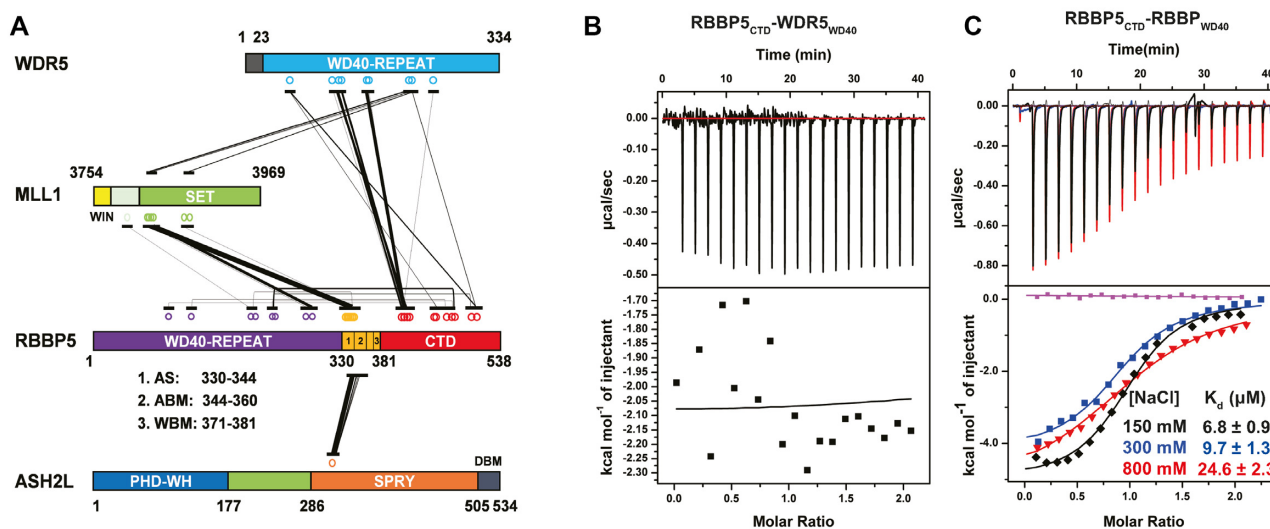 A
WDR5
1 23 334
WD40-REPEAT
3754 3969
MLL1
SET
WIN
RBBP5
WD40-REPEAT
1 2 3
CTD
1 330 381 538
1. AS: 330-344
2. ABM: 344-360
3. WBM: 371-381
DBM
ASH2L
PHD-WH
SPRY
1 177 286 505 534
B
RBBP5CTD-WDR5WD40
Time (min)
0 10 20 30 40
0.00
-0.10
-0.20
-0.30
-0.40
-0.50
µcal/sec
-1.70
-1.75
-1.80
-1.85
-1.90
-1.95
-2.00
-2.05
-2.10
-2.15
-2.20
-2.25
-2.30
kcal mol-1 of injectant
0.0 0.5 1.0 1.5 2.0
Molar Ratio
C
RBBP5CTD-RBBPWD40
Time(min)
0 10 20 30 40
0.00
-0.20
-0.40
-0.60
-0.80
µcal/sec
0.0
-2.0
-4.0
kcal mol-1 of injectant
[NaCl] Kd (µM)
150 mM 6.8 ± 0.9
300 mM 9.7 ± 1.3
800 mM 24.6 ± 2.3
0.0 0.5 1.0 1.5 2.0
Molar Ratio